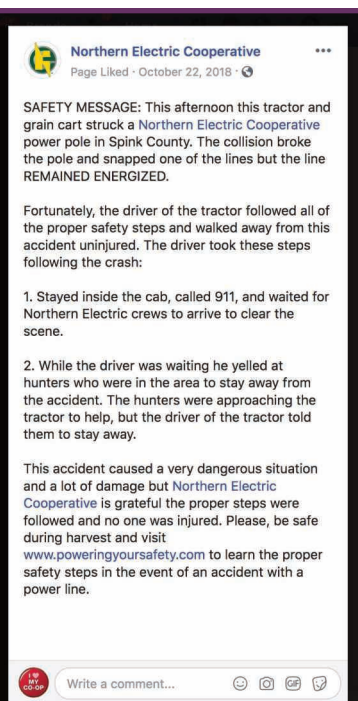 Northern Electric Cooperative
Page Liked · October 22, 2018 ·
SAFETY MESSAGE: This afternoon this tractor and
grain cart struck a Northern Electric Cooperative
power pole in Spink County. The collision broke
the pole and snapped one of the lines but the line
REMAINED ENERGIZED.
Fortunately, the driver of the tractor followed all of
the proper safety steps and walked away from this
accident uninjured. The driver took these steps
following the crash:
1. Stayed inside the cab, called 911, and waited for
Northern Electric crews to arrive to clear the
scene.
2. While the driver was waiting he yelled at
hunters who were in the area to stay away from
the accident. The hunters were approaching the
tractor to help, but the driver of the tractor told
them to stay away.
This accident caused a very dangerous situation
and a lot of damage but Northern Electric
Cooperative is grateful the proper steps were
followed and no one was injured. Please, be safe
during harvest and visit
www.poweringyoursafety.com to learn the proper
safety steps in the event of an accident with a
power line.
I ♥
MY
CO-OP
Write a comment...
GIF